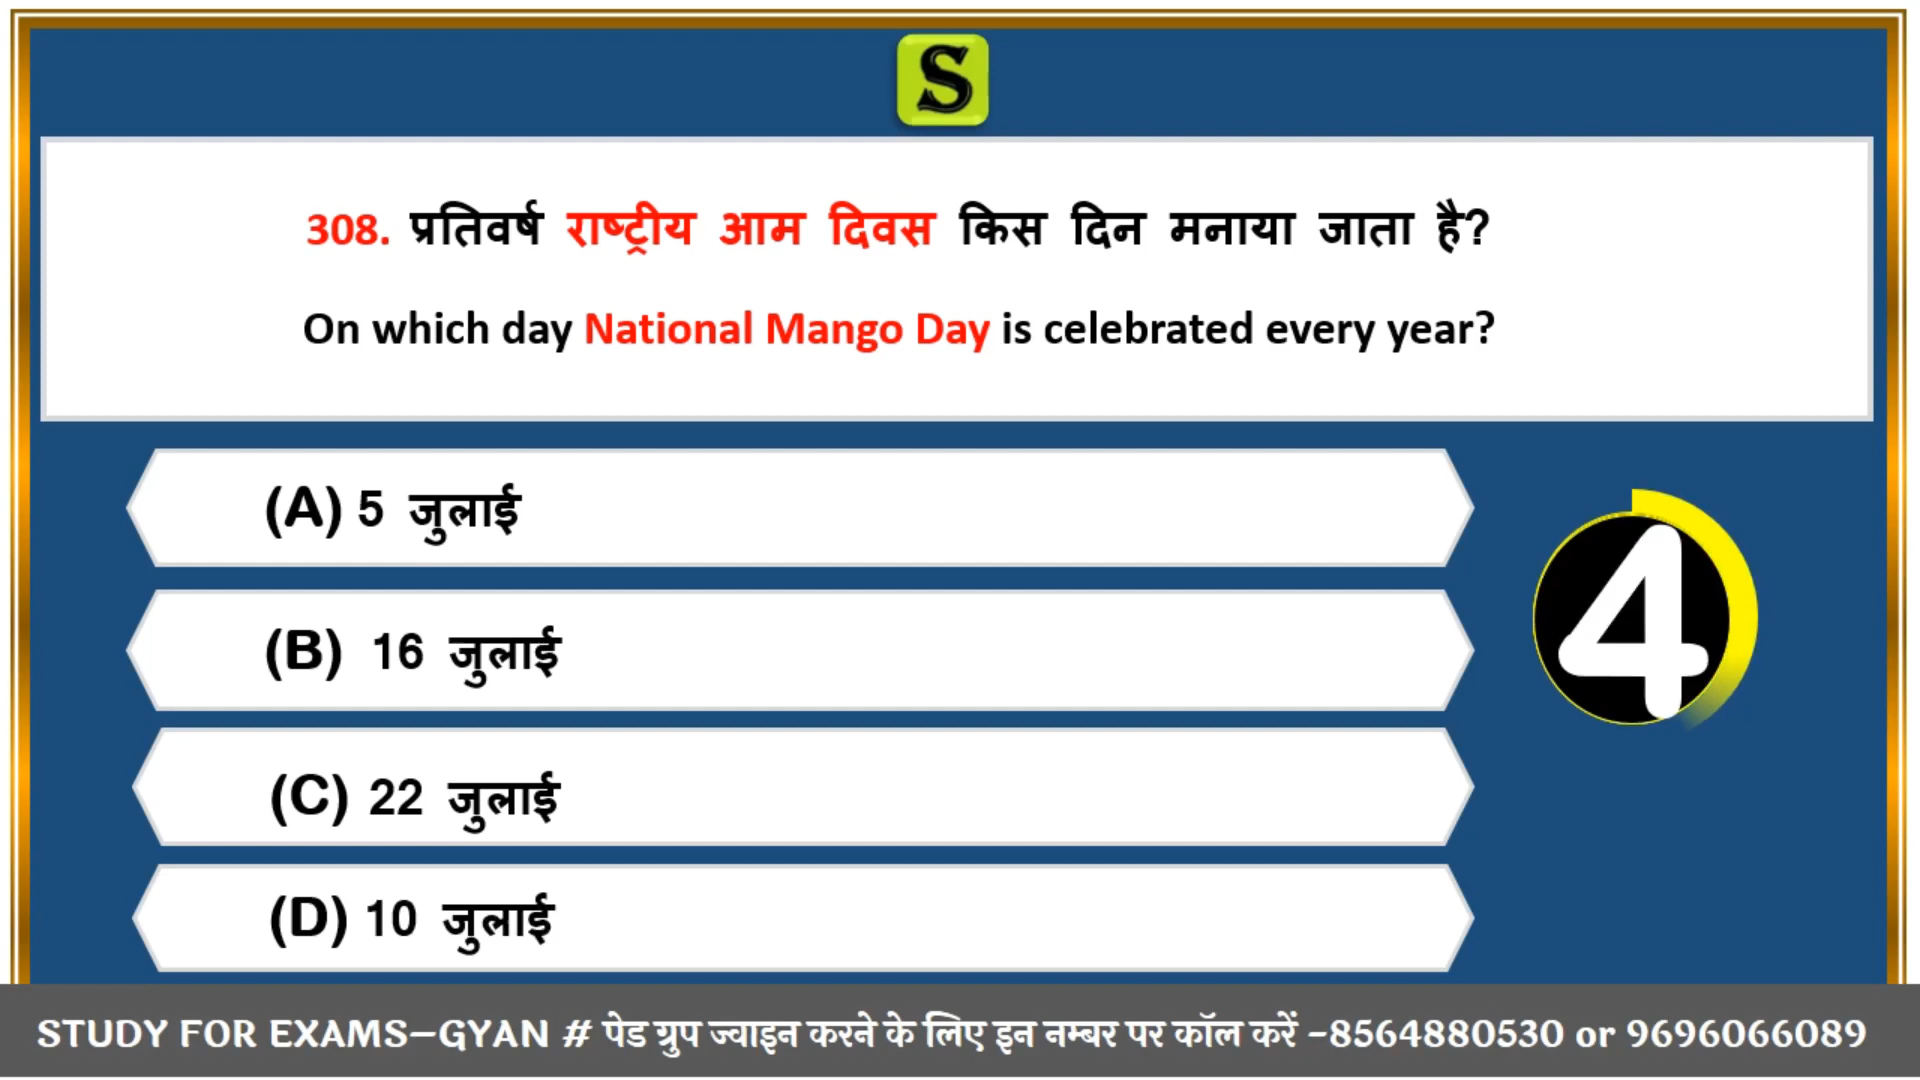 S
308. प्रतिवर्ष राष्ट्रीय आम दिवस किस दिन मनाया जाता है?
On which day National Mango Day is celebrated every year?
(A) 5 जुलाई
(B) 16 जुलाई
(C) 22 जुलाई
(D) 10 जुलाई
4
STUDY FOR EXAMS–GYAN # पेड ग्रुप ज्वाइन करने के लिए इन नम्बर पर कॉल करें -8564880530 or 9696066089